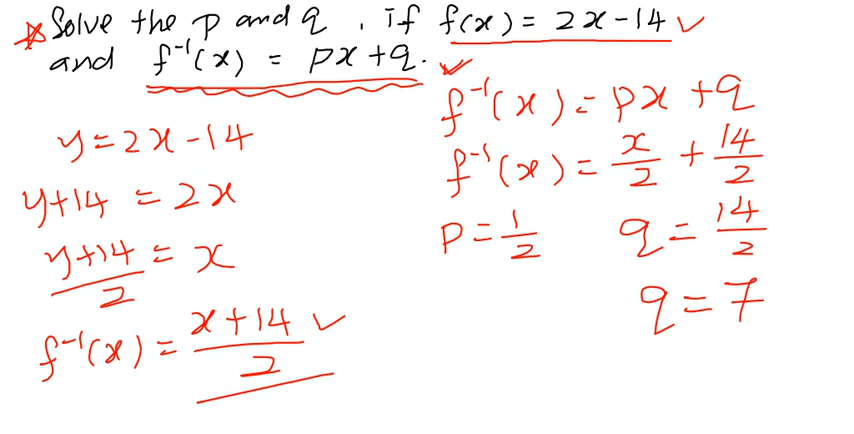 * Solve the p and q , if f(x) = 2x - 14 ✓
and f⁻¹(x) = px + q. ✓
y = 2x - 14
y + 14 = 2x
(y + 14)/2 = x
f⁻¹(x) = (x + 14)/2 ✓
f⁻¹(x) = px + q
f⁻¹(x) = x/2 + 14/2
p = 1/2 q = 14/2
q = 7